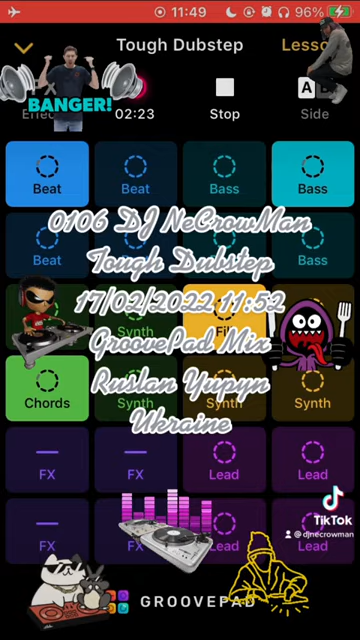 11:49
96%
Tough Dubstep
BANGER!
02:23
Stop
Side
Beat
Beat
Bass
Bass
0106 DJ NeCrowMan
Tough Dubstep
17/02/2022 11:52
GroovePad Mix
Ruslan Yupyn
Ukraine
Beat
Bass
Synth
Chords
Synth
Synth
Synth
FX
FX
Lead
Lead
FX
FX
Lead
Lead
TikTok
@djnecrowman
GROOVEPAD